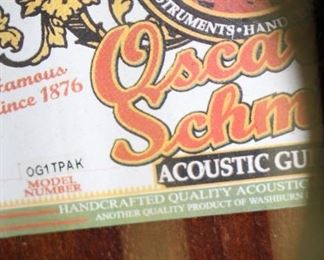 STRUMENTS · HAND
Famous
Since 1876
Osca
Schm
ACOUSTIC GU
OG1TPAK
MODEL
NUMBER
HANDCRAFTED QUALITY ACOUSTIC
ANOTHER QUALITY PRODUCT OF WASHBURN